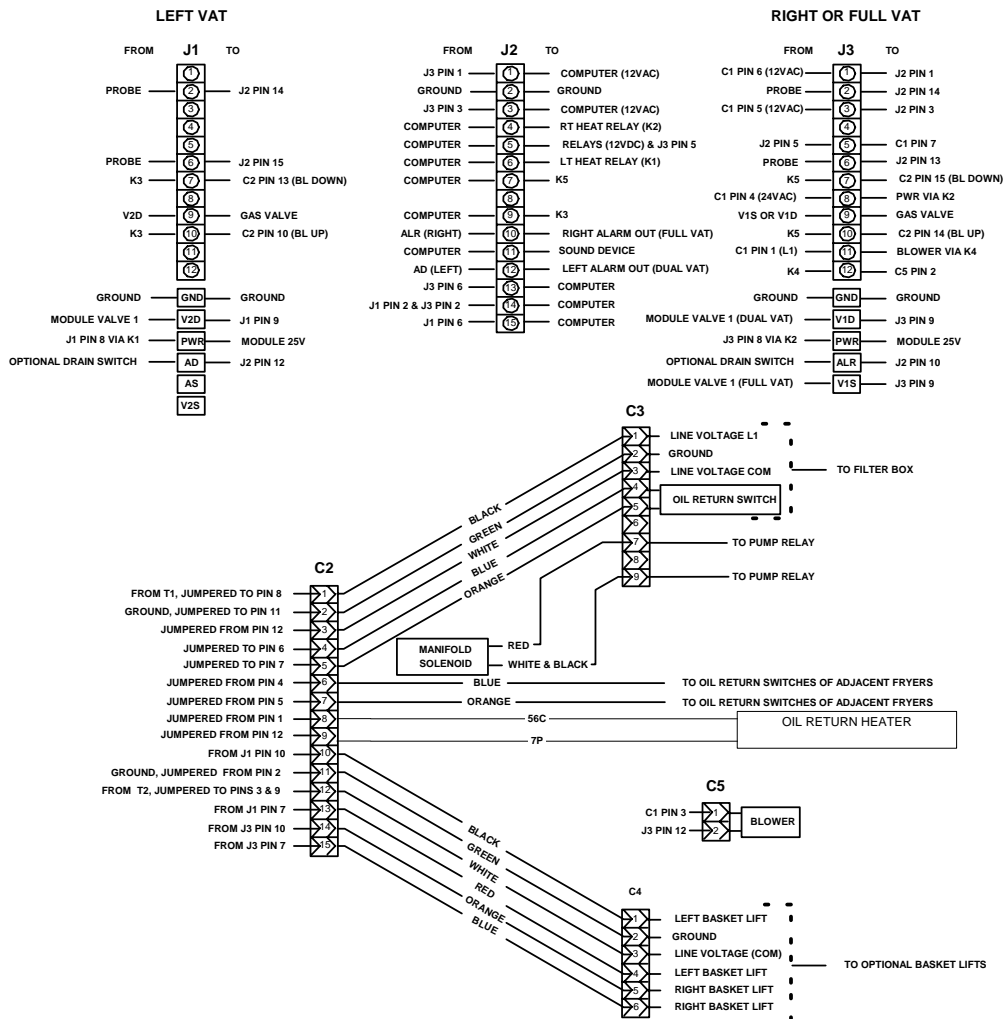 LEFT VAT
FROM J1 TO
1
PROBE 2 J2 PIN 14
3
4
5
PROBE 6 J2 PIN 15
K3 7 C2 PIN 13 (BL DOWN)
8
V2D 9 GAS VALVE
K3 10 C2 PIN 10 (BL UP)
11
12
GROUND GND GROUND
MODULE VALVE 1 V2D J1 PIN 9
J1 PIN 8 VIA K1 PWR MODULE 25V
OPTIONAL DRAIN SWITCH AD J2 PIN 12
AS
V2S
FROM J2 TO
J3 PIN 1 1 COMPUTER (12VAC)
GROUND 2 GROUND
J3 PIN 3 3 COMPUTER (12VAC)
COMPUTER 4 RT HEAT RELAY (K2)
COMPUTER 5 RELAYS (12VDC) & J3 PIN 5
COMPUTER 6 LT HEAT RELAY (K1)
COMPUTER 7 K5
8
COMPUTER 9 K3
ALR (RIGHT) 10 RIGHT ALARM OUT (FULL VAT)
COMPUTER 11 SOUND DEVICE
AD (LEFT) 12 LEFT ALARM OUT (DUAL VAT)
J3 PIN 6 13 COMPUTER
J1 PIN 2 & J3 PIN 2 14 COMPUTER
J1 PIN 6 15 COMPUTER
RIGHT OR FULL VAT
FROM J3 TO
C1 PIN 6 (12VAC) 1 J2 PIN 1
PROBE 2 J2 PIN 14
C1 PIN 5 (12VAC) 3 J2 PIN 3
4
J2 PIN 5 5 C1 PIN 7
PROBE 6 J2 PIN 13
K5 7 C2 PIN 15 (BL DOWN)
C1 PIN 4 (24VAC) 8 PWR VIA K2
V1S OR V1D 9 GAS VALVE
K5 10 C2 PIN 14 (BL UP)
C1 PIN 1 (L1) 11 BLOWER VIA K4
K4 12 C5 PIN 2
GROUND GND GROUND
MODULE VALVE 1 (DUAL VAT) V1D J3 PIN 9
J3 PIN 8 VIA K2 PWR MODULE 25V
OPTIONAL DRAIN SWITCH ALR J2 PIN 10
MODULE VALVE 1 (FULL VAT) V1S J3 PIN 9
C3
1 LINE VOLTAGE L1
2 GROUND
3 LINE VOLTAGE COM
TO FILTER BOX
4
OIL RETURN SWITCH
5
6
7 TO PUMP RELAY
8
9 TO PUMP RELAY
BLACK
GREEN
WHITE
BLUE
ORANGE
MANIFOLD
SOLENOID
RED
WHITE & BLACK
C2
FROM T1, JUMPERED TO PIN 8 1
GROUND, JUMPERED TO PIN 11 2
JUMPERED FROM PIN 12 3
JUMPERED TO PIN 6 4
JUMPERED TO PIN 7 5
JUMPERED FROM PIN 4 6 BLUE TO OIL RETURN SWITCHES OF ADJACENT FRYERS
JUMPERED FROM PIN 5 7 ORANGE TO OIL RETURN SWITCHES OF ADJACENT FRYERS
JUMPERED FROM PIN 1 8 56C
OIL RETURN HEATER
JUMPERED FROM PIN 12 9 7P
FROM J1 PIN 10 10
GROUND, JUMPERED FROM PIN 2 11
FROM T2, JUMPERED TO PINS 3 & 9 12
FROM J1 PIN 7 13
FROM J3 PIN 10 14
FROM J3 PIN 7 15
C5
C1 PIN 3 1
BLOWER
J3 PIN 12 2
BLACK
GREEN
WHITE
RED
ORANGE
BLUE
C4
1 LEFT BASKET LIFT
2 GROUND
3 LINE VOLTAGE (COM)
4 LEFT BASKET LIFT
5 RIGHT BASKET LIFT
6 RIGHT BASKET LIFT
TO OPTIONAL BASKET LIFTS